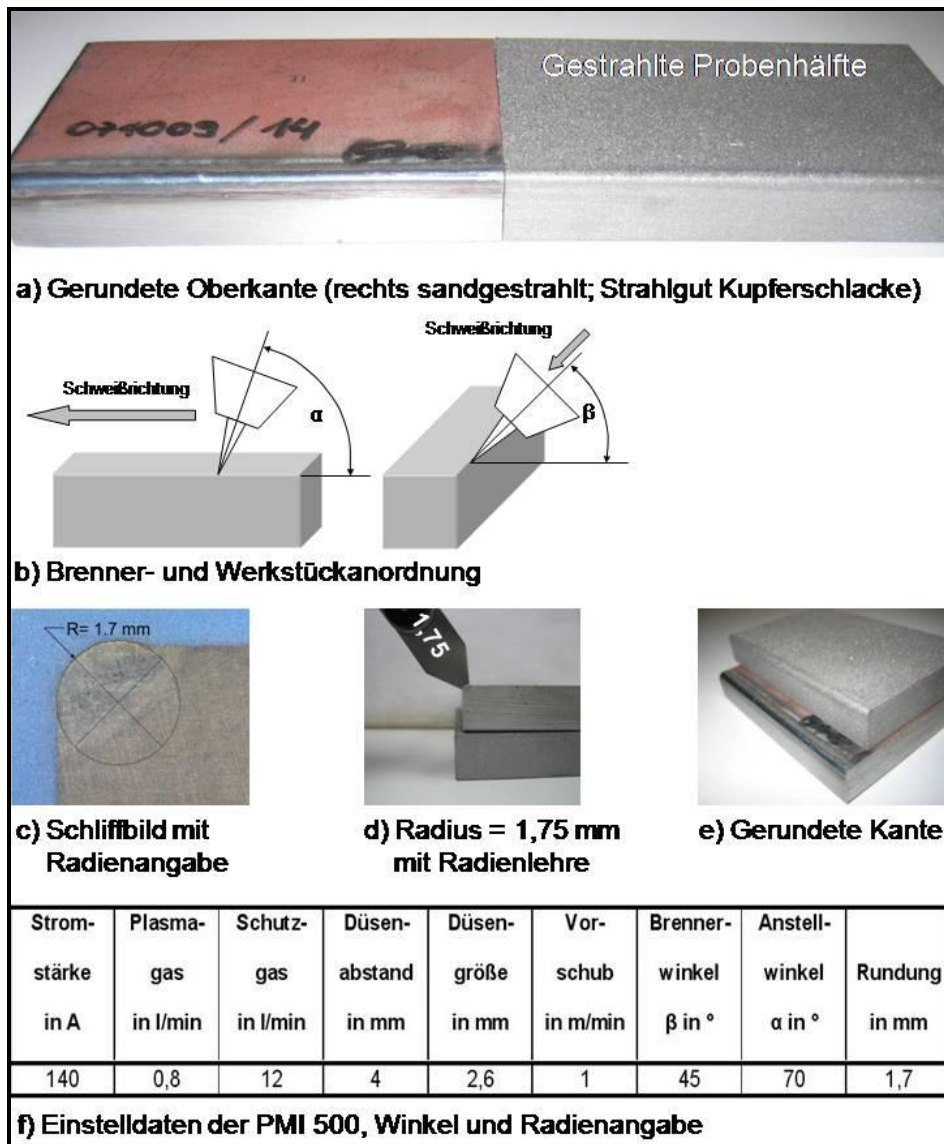 Gestrahlte Probenhälfte
071009/14
a) Gerundete Oberkante (rechts sandgestrahlt; Strahlgut Kupferschlacke)
Schweißrichtung
α
Schweißrichtung
β
b) Brenner- und Werkstückanordnung
R= 1.7 mm
1,75
c) Schliffbild mit
Radienangabe
d) Radius = 1,75 mm
mit Radienlehre
e) Gerundete Kante
Strom- Plasma- Schutz- Düsen- Düsen- Vor- Brenner- Anstell-
stärke gas gas abstand größe schub winkel winkel Rundung
in A in l/min in l/min in mm in mm in m/min β in ° α in ° in mm
140 0,8 12 4 2,6 1 45 70 1,7
f) Einstelldaten der PMI 500, Winkel und Radienangabe